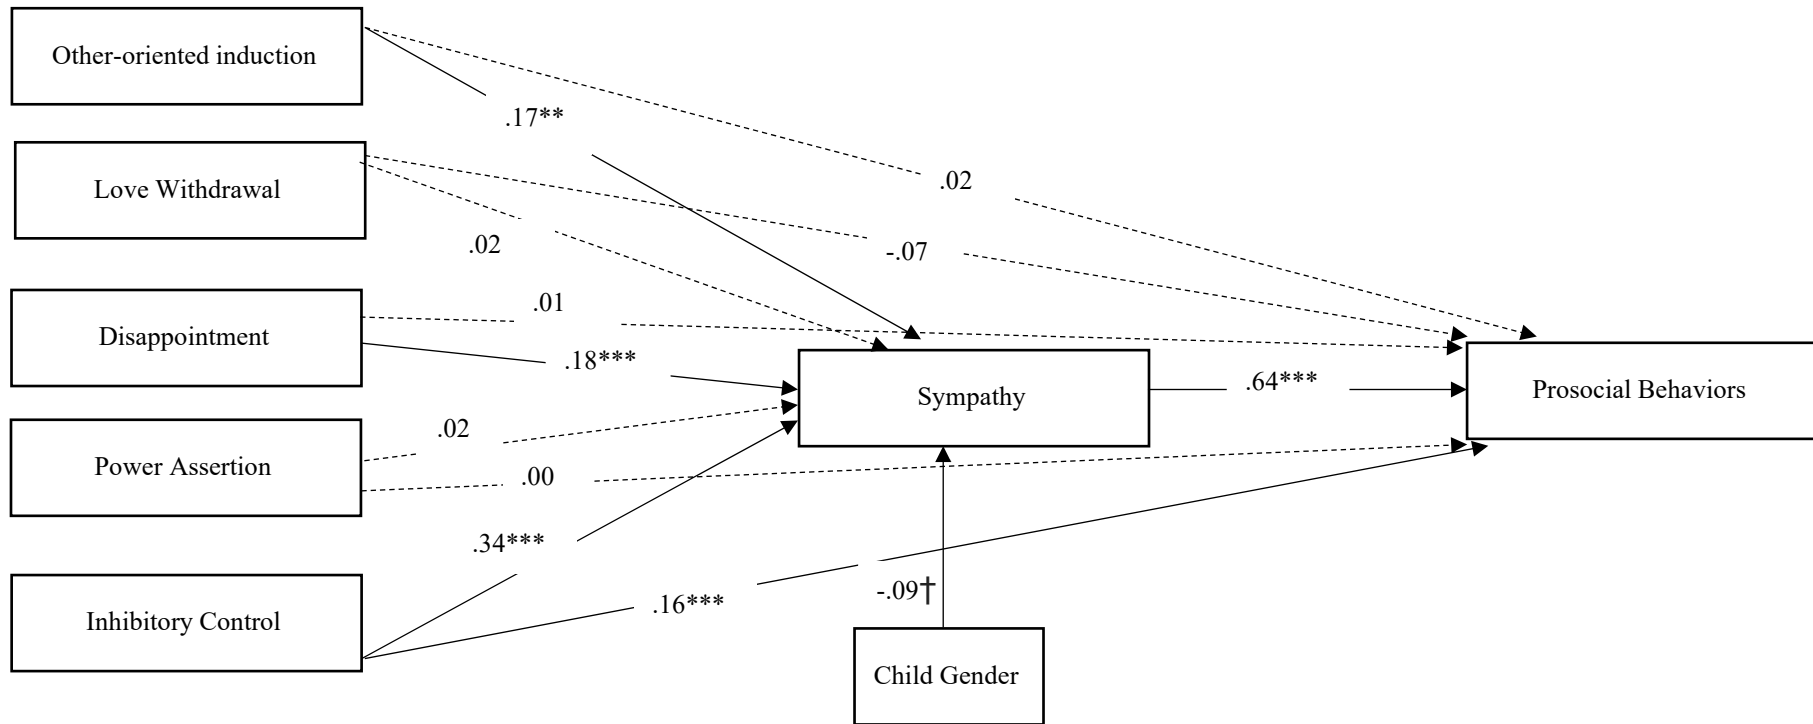 Other-oriented induction
.17**
.02
Love Withdrawal
.02
-.07
Disappointment
.01
.18***
Sympathy
.64***
Prosocial Behaviors
Power Assertion
.02
.00
.34***
Inhibitory Control
.16***
-.09†
Child Gender